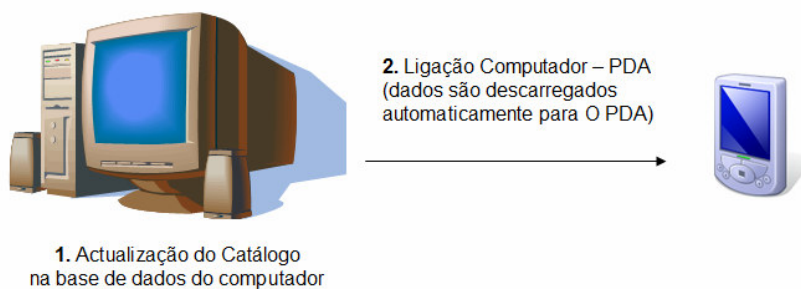 2. Ligação Computador – PDA
(dados são descarregados
automaticamente para O PDA)
1. Actualização do Catálogo
na base de dados do computador